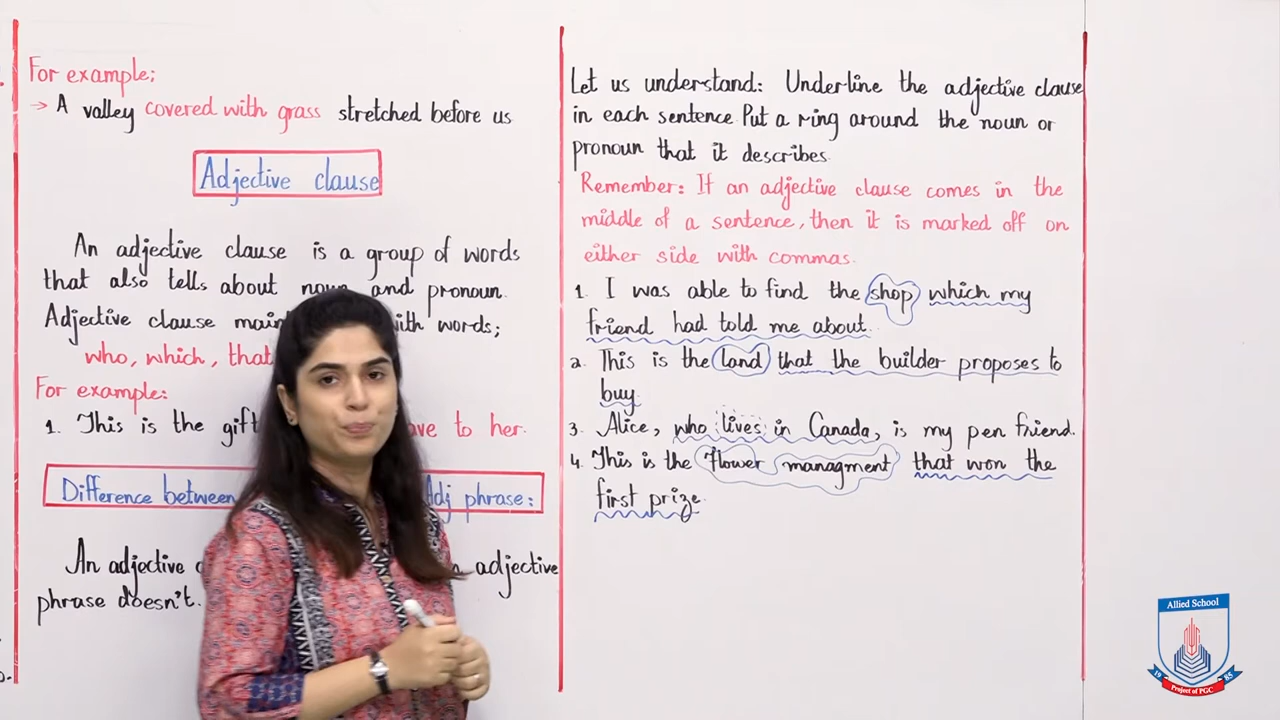 For example;
→ A valley covered with grass stretched before us
Adjective clause
An adjective clause is a group of words
that also tells about noun and pronoun.
Adjective clause with words;
who, which, that
For example:
1. This is the gift to her.
Difference between Adj phrase:
An adjective adjective
phrase doesn't.
Let us understand: Underline the adjective clause
in each sentence. Put a ring around the noun or
pronoun that it describes.
Remember: If an adjective clause comes in the
middle of a sentence, then it is marked off on
either side with commas.
1. I was able to find the shop which my
friend had told me about.
2. This is the land that the builder proposes to
buy.
3. Alice, who lives in Canada, is my pen friend.
4. This is the flower managment that won the
first prize.
Allied School
19 85
Project of PGC